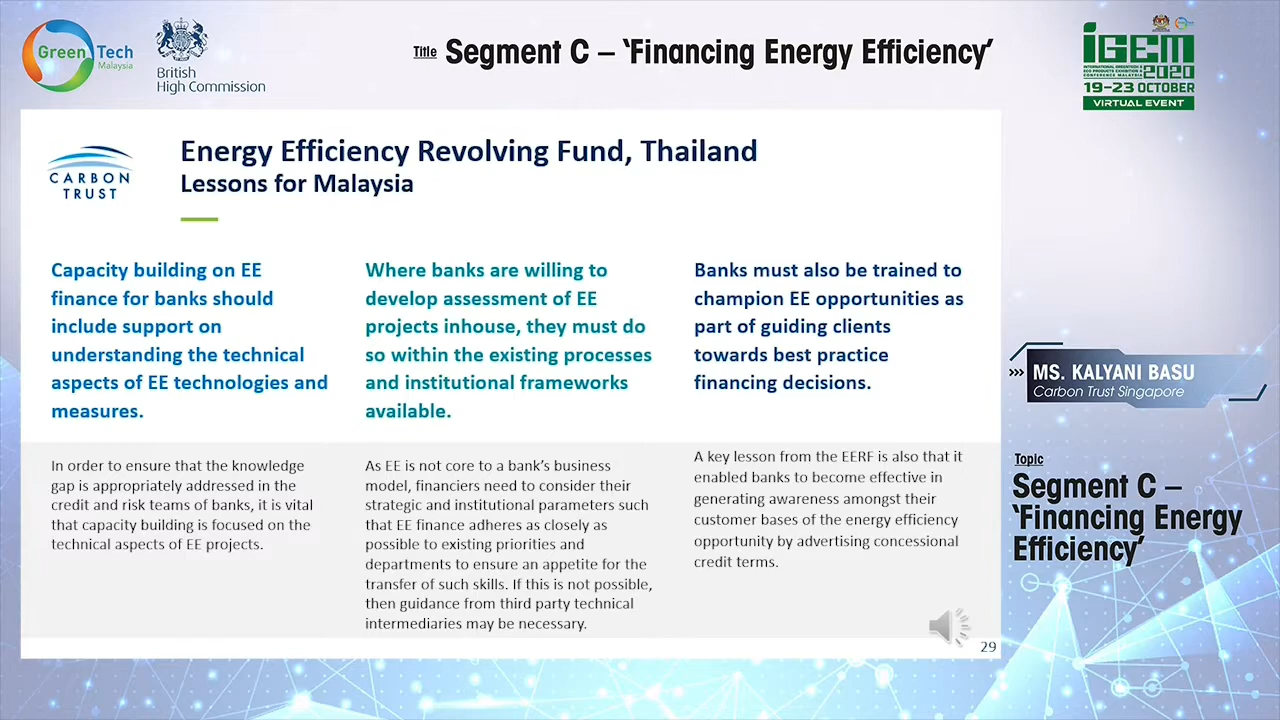 Green Tech
Malaysia
British
High Commission
Title Segment C – ‘Financing Energy Efficiency’
iGEM
INTERNATIONAL GREENTECH &
ECO PRODUCTS EXHIBITION &
CONFERENCE MALAYSIA 2020
19–23 OCTOBER
VIRTUAL EVENT
CARBON
TRUST
Energy Efficiency Revolving Fund, Thailand
Lessons for Malaysia
Capacity building on EE
finance for banks should
include support on
understanding the technical
aspects of EE technologies and
measures.
In order to ensure that the knowledge
gap is appropriately addressed in the
credit and risk teams of banks, it is vital
that capacity building is focused on the
technical aspects of EE projects.
Where banks are willing to
develop assessment of EE
projects inhouse, they must do
so within the existing processes
and institutional frameworks
available.
As EE is not core to a bank’s business
model, financiers need to consider their
strategic and institutional parameters such
that EE finance adheres as closely as
possible to existing priorities and
departments to ensure an appetite for the
transfer of such skills. If this is not possible,
then guidance from third party technical
intermediaries may be necessary.
Banks must also be trained to
champion EE opportunities as
part of guiding clients
towards best practice
financing decisions.
A key lesson from the EERF is also that it
enabled banks to become effective in
generating awareness amongst their
customer bases of the energy efficiency
opportunity by advertising concessional
credit terms.
29
MS. KALYANI BASU
Carbon Trust Singapore
Topic
Segment C –
‘Financing Energy
Efficiency’